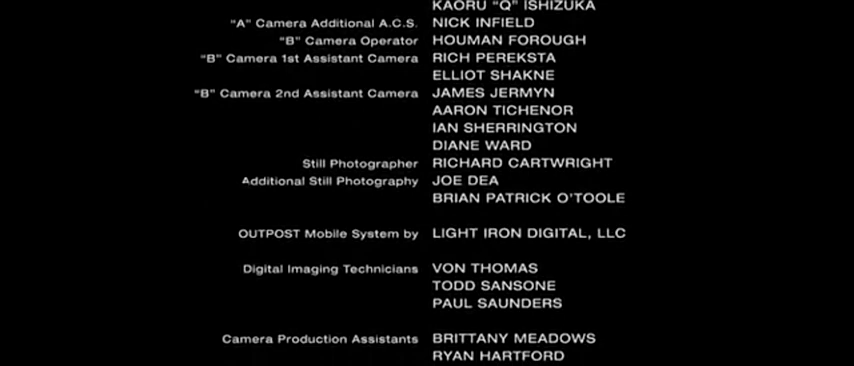 KAORU “Q” ISHIZUKA
“A” Camera Additional A.C.S. NICK INFIELD
“B” Camera Operator HOUMAN FOROUGH
“B” Camera 1st Assistant Camera RICH PEREKSTA
ELLIOT SHAKNE
“B” Camera 2nd Assistant Camera JAMES JERMYN
AARON TICHENOR
IAN SHERRINGTON
DIANE WARD
Still Photographer RICHARD CARTWRIGHT
Additional Still Photography JOE DEA
BRIAN PATRICK O’TOOLE
OUTPOST Mobile System by LIGHT IRON DIGITAL, LLC
Digital Imaging Technicians VON THOMAS
TODD SANSONE
PAUL SAUNDERS
Camera Production Assistants BRITTANY MEADOWS
RYAN HARTFORD